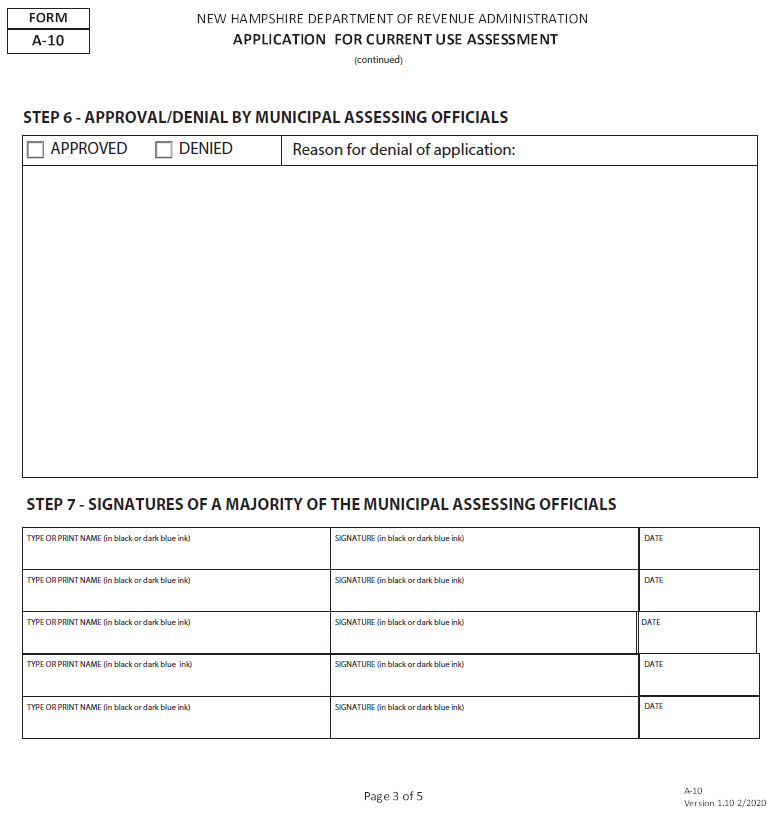 FORM
A-10
NEW HAMPSHIRE DEPARTMENT OF REVENUE ADMINISTRATION
APPLICATION FOR CURRENT USE ASSESSMENT
(continued)
STEP 6 - APPROVAL/DENIAL BY MUNICIPAL ASSESSING OFFICIALS
APPROVED DENIED Reason for denial of application:
STEP 7 - SIGNATURES OF A MAJORITY OF THE MUNICIPAL ASSESSING OFFICIALS
TYPE OR PRINT NAME (in black or dark blue ink) SIGNATURE (in black or dark blue ink) DATE
TYPE OR PRINT NAME (in black or dark blue ink) SIGNATURE (in black or dark blue ink) DATE
TYPE OR PRINT NAME (in black or dark blue ink) SIGNATURE (in black or dark blue ink) DATE
TYPE OR PRINT NAME (in black or dark blue ink) SIGNATURE (in black or dark blue ink) DATE
TYPE OR PRINT NAME (in black or dark blue ink) SIGNATURE (in black or dark blue ink) DATE
Page 3 of 5
A-10
Version 1.10 2/2020